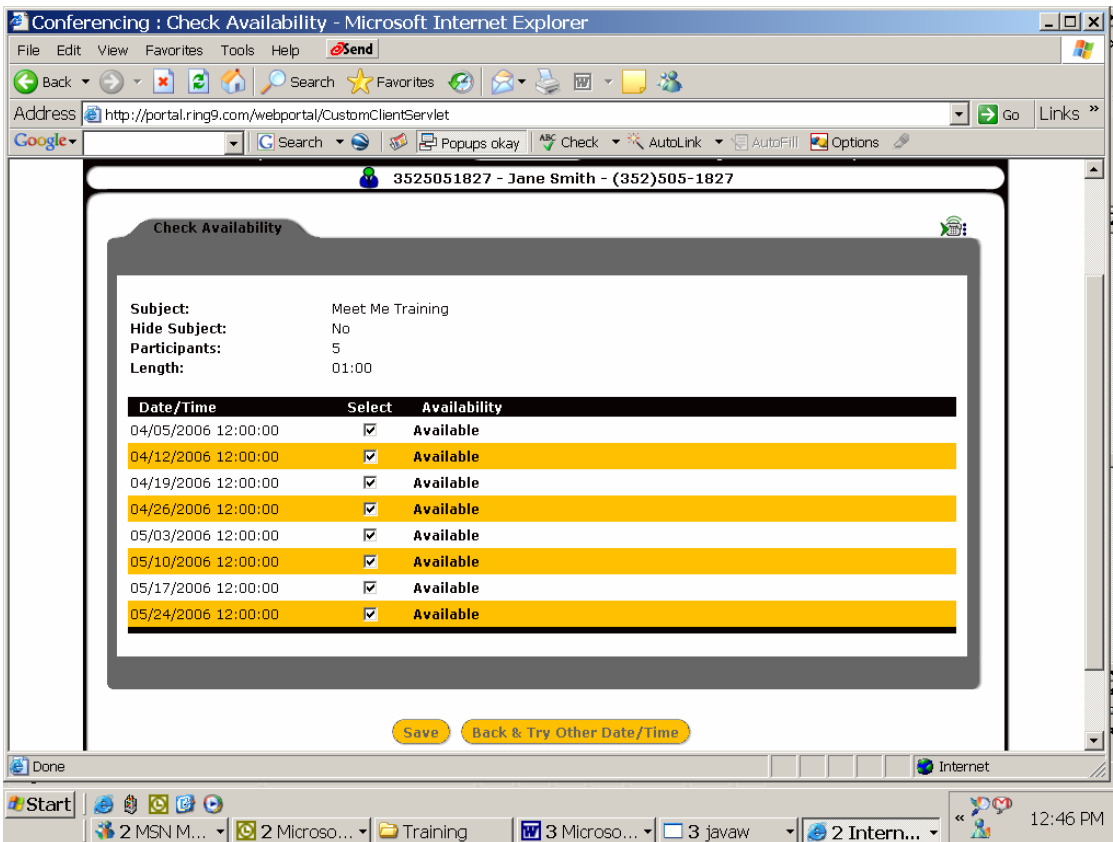 Conferencing : Check Availability - Microsoft Internet Explorer
File Edit View Favorites Tools Help eSend
Back Search Favorites
Address http://portal.ring9.com/webportal/CustomClientServlet Go Links »
Google G Search Popups okay ABC Check AutoLink AutoFill Options
3525051827 - Jane Smith - (352)505-1827
Check Availability
Subject: Meet Me Training
Hide Subject: No
Participants: 5
Length: 01:00
Date/Time Select Availability
04/05/2006 12:00:00 Available
04/12/2006 12:00:00 Available
04/19/2006 12:00:00 Available
04/26/2006 12:00:00 Available
05/03/2006 12:00:00 Available
05/10/2006 12:00:00 Available
05/17/2006 12:00:00 Available
05/24/2006 12:00:00 Available
Save Back & Try Other Date/Time
Done Internet
Start « 12:46 PM
2 MSN M... 2 Microso... Training 3 Microso... 3 javaw 2 Intern...